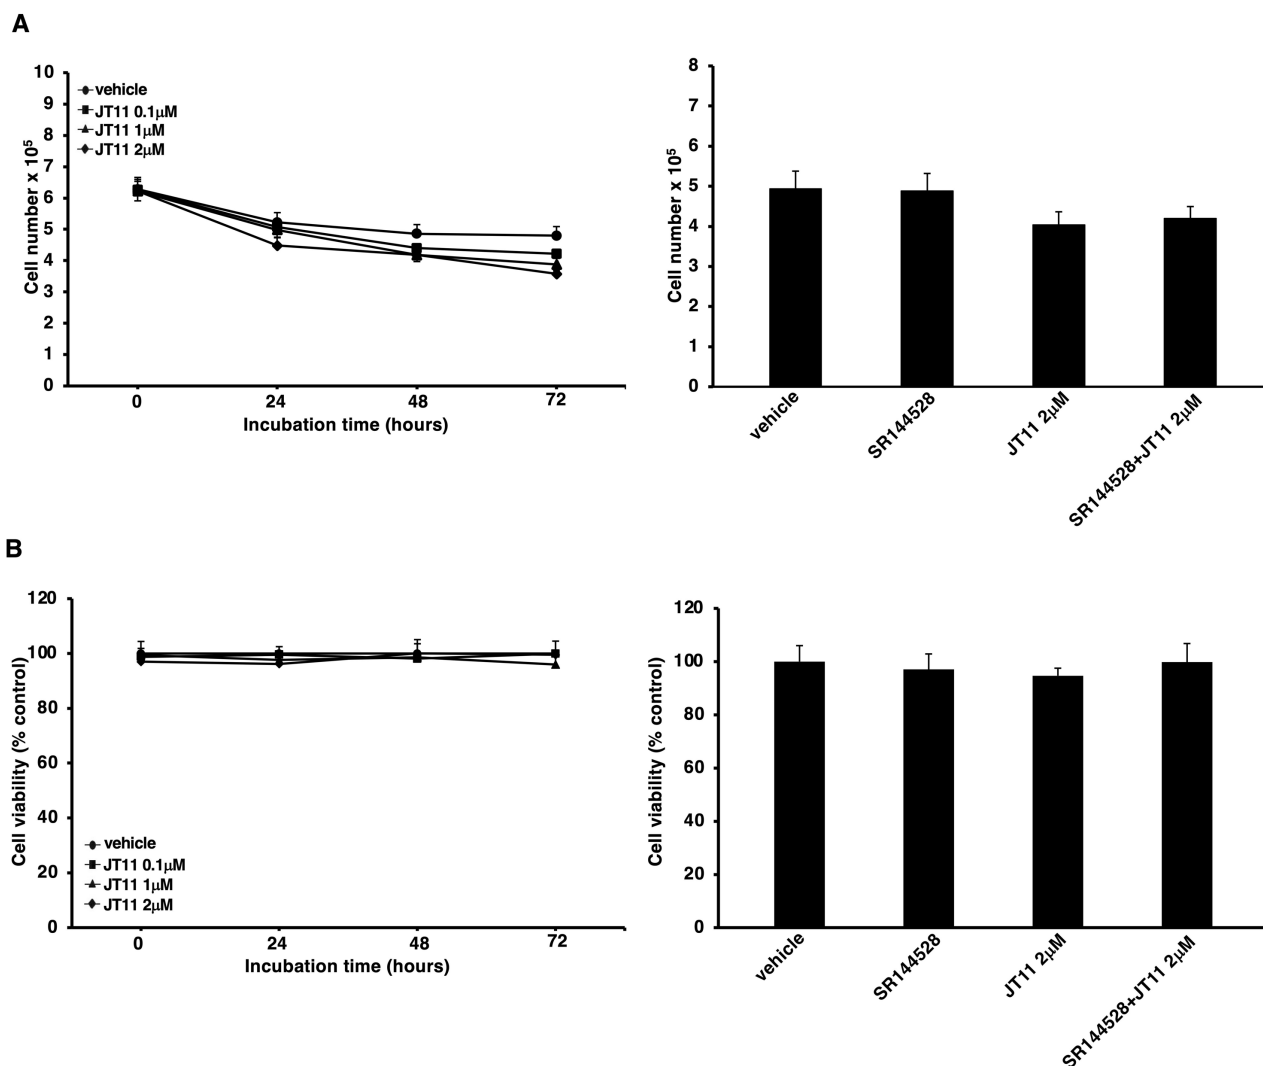 A
10
9
8
7
6
5
4
3
2
1
0
Cell number x 10⁵
vehicle
JT11 0.1μM
JT11 1μM
JT11 2μM
0 24 48 72
Incubation time (hours)
8
7
6
5
4
3
2
1
0
Cell number x 10⁵
vehicle
SR144528
JT11 2μM
SR144528+JT11 2μM
B
120
100
80
60
40
20
0
Cell viability (% control)
vehicle
JT11 0.1μM
JT11 1μM
JT11 2μM
0 24 48 72
Incubation time (hours)
120
100
80
60
40
20
0
Cell viability (% control)
vehicle
SR144528
JT11 2μM
SR144528+JT11 2μM